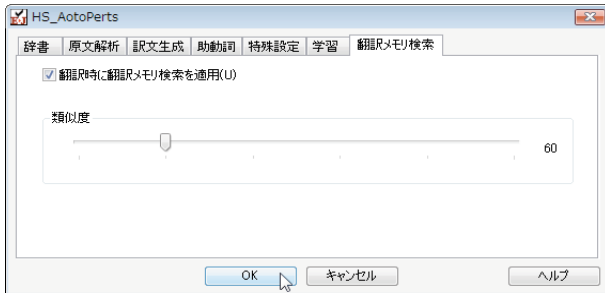 HS_AotoPerts
辞書 原文解析 訳文生成 助動詞 特殊設定 学習 翻訳メモリ検索
翻訳時に翻訳メモリ検索を適用(U)
類似度
60
OK キャンセル ヘルプ